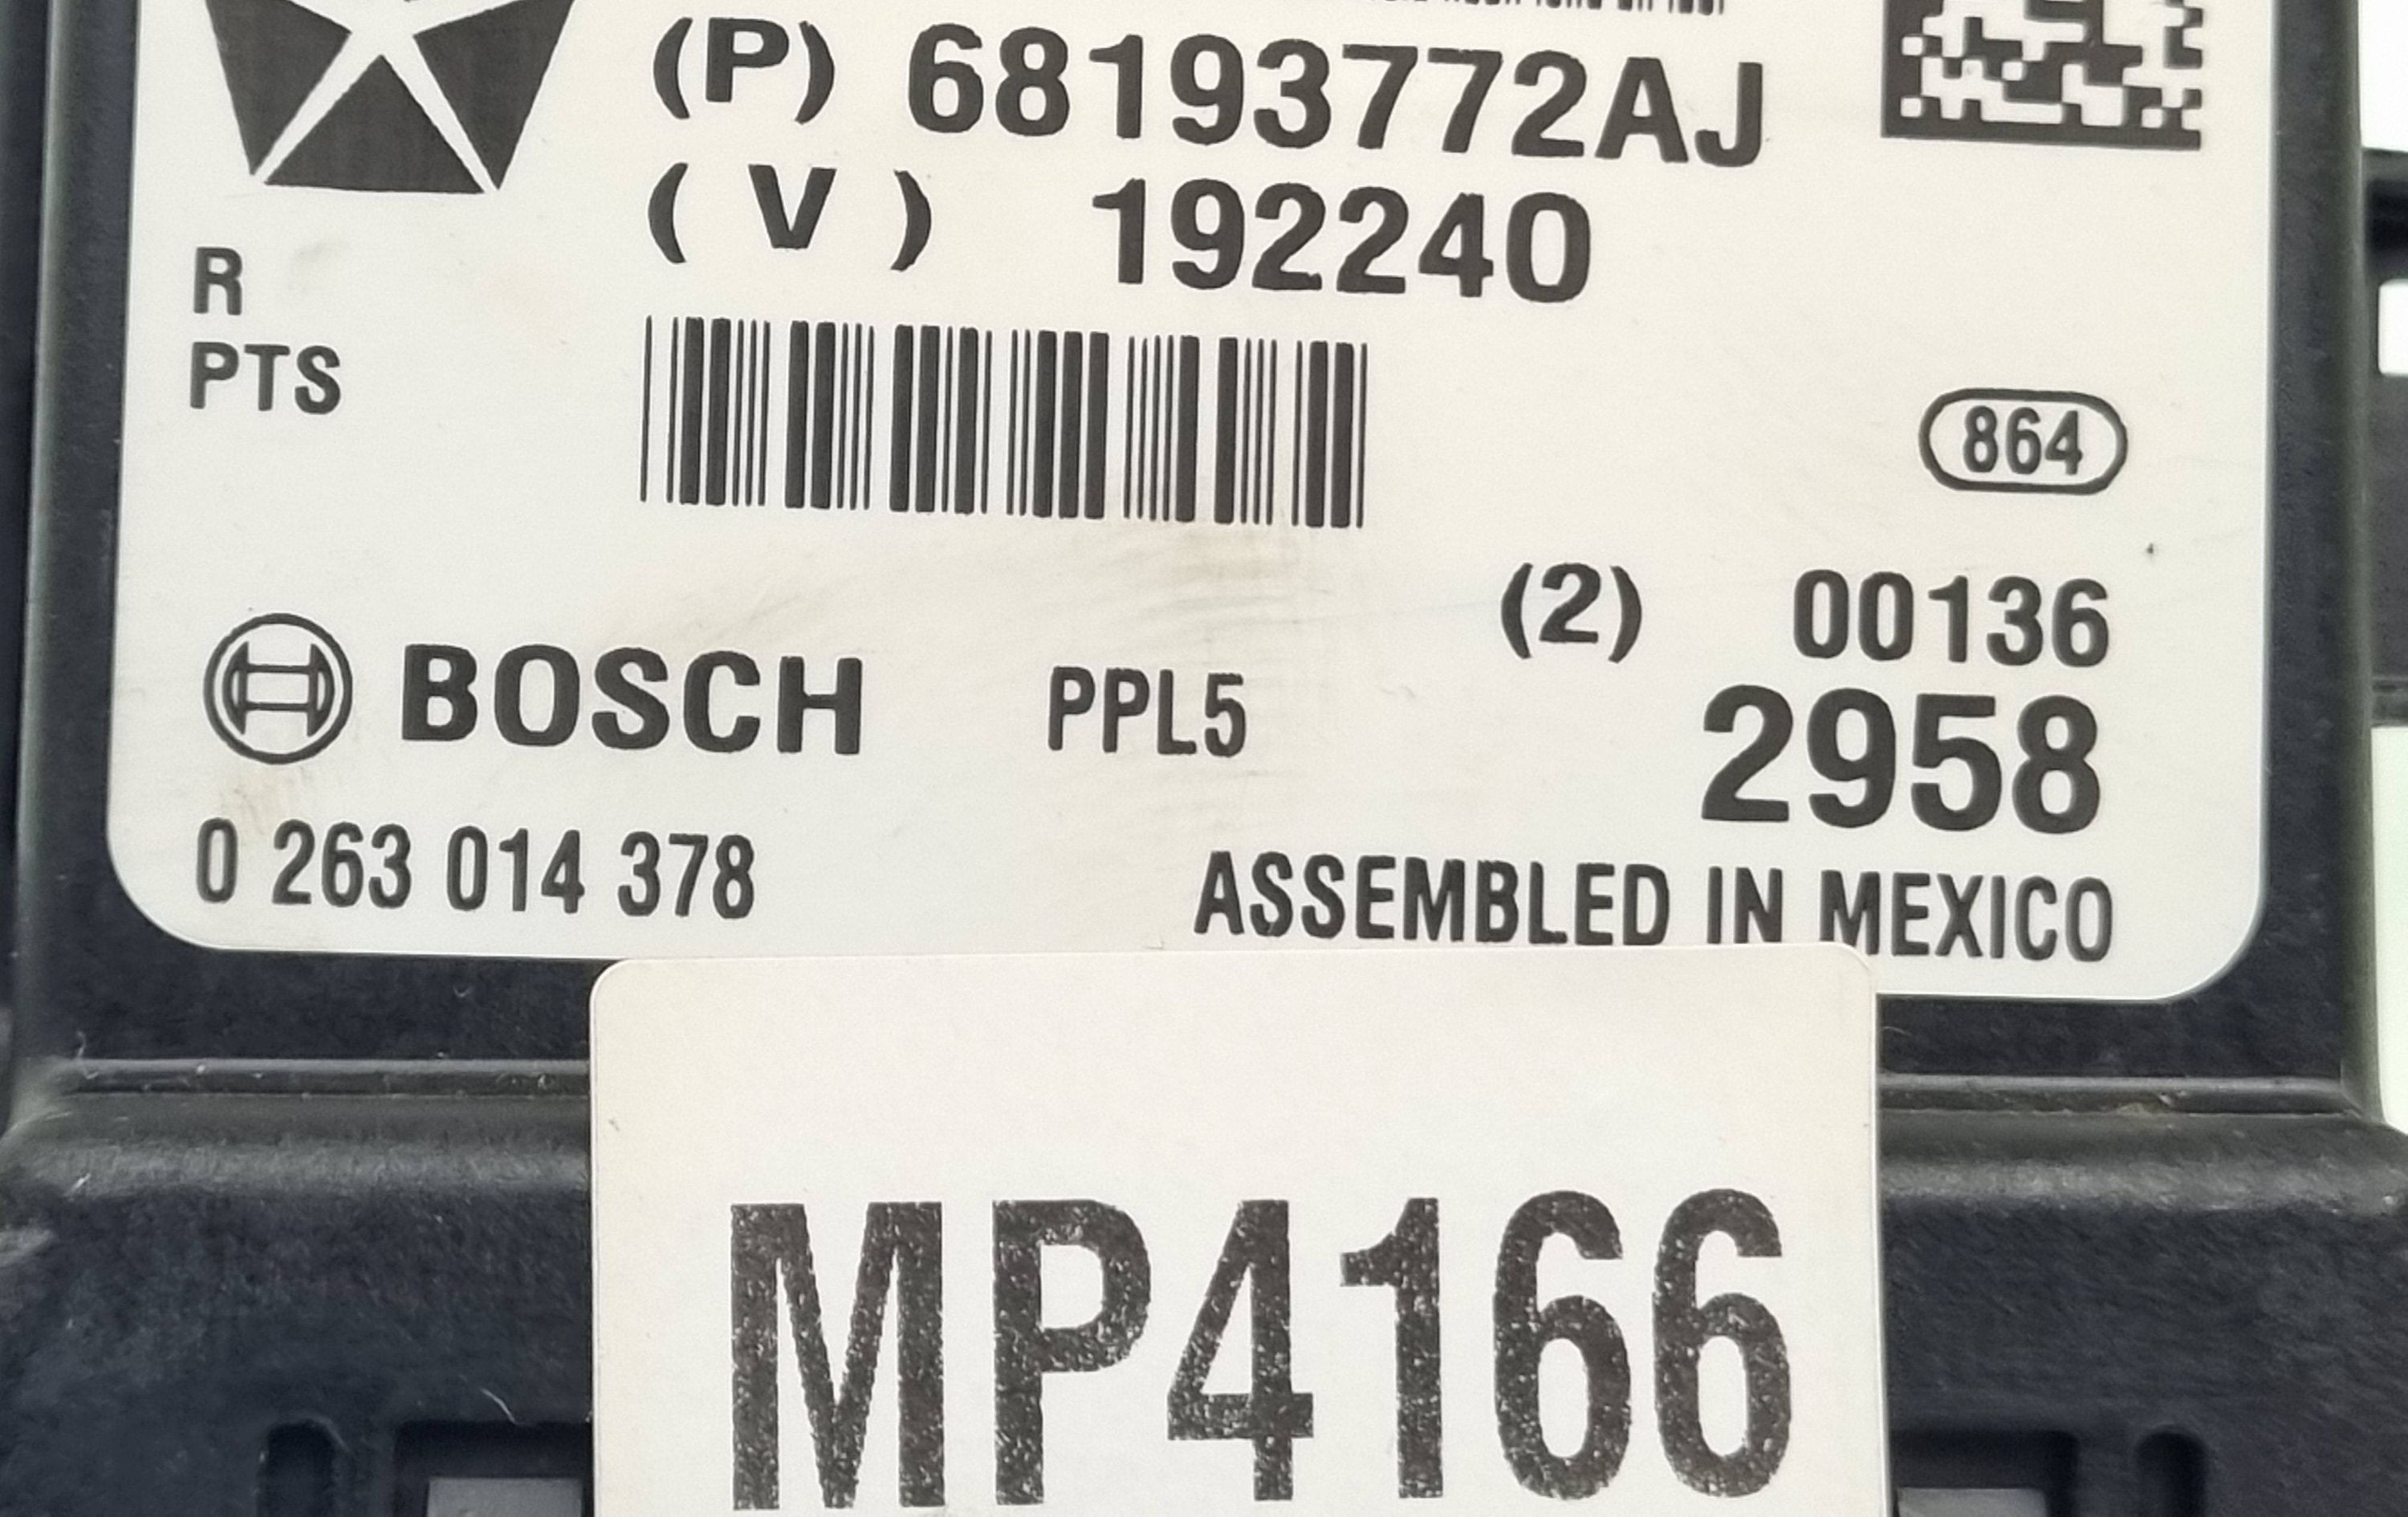 (P) 68193772AJ
( V ) 192240
R
PTS
864
(2) 00136
BOSCH PPL5
2958
0 263 014 378
ASSEMBLED IN MEXICO
MP4166